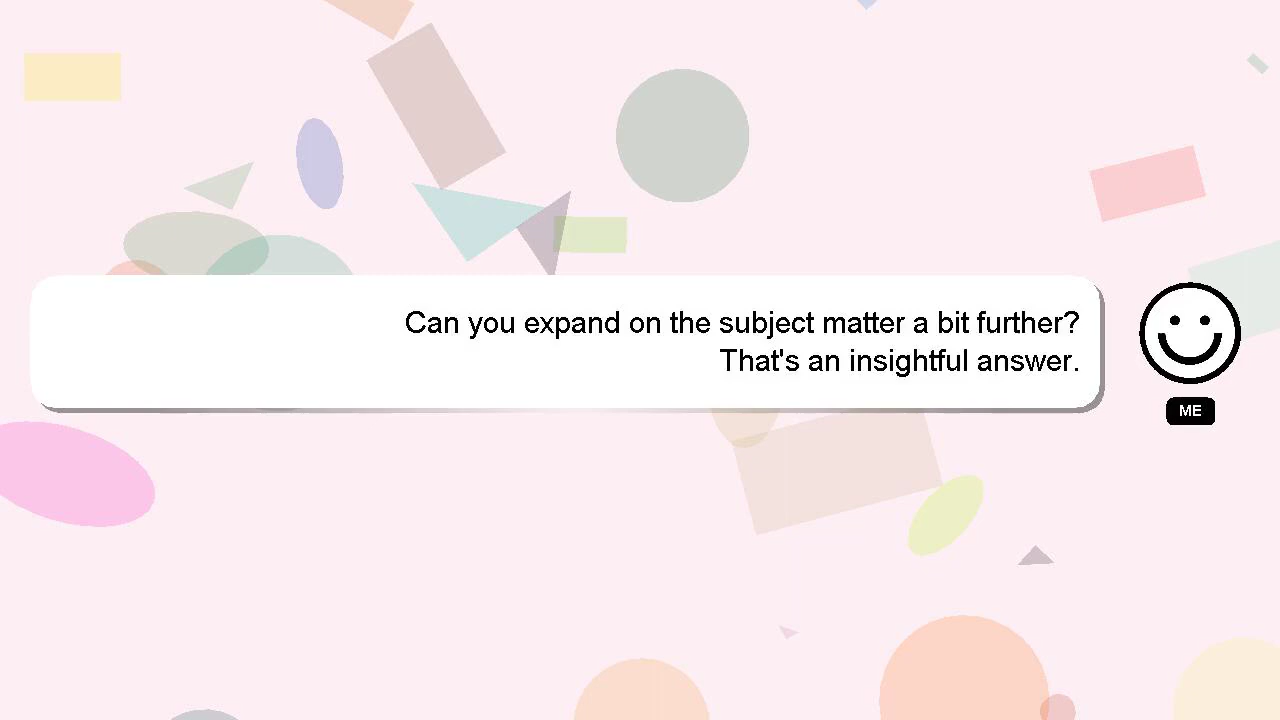 Can you expand on the subject matter a bit further?
That's an insightful answer.
ME